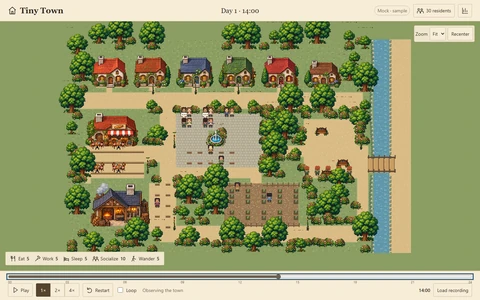 Tiny Town
Day 1 · 14:00
Mock · sample
30 residents
Zoom Fit Recenter
Eat 5 Work 5 Sleep 5 Socialize 10 Wander 5
Play 1× 2× 4× Restart Loop Observing the town 14:00 Load recording